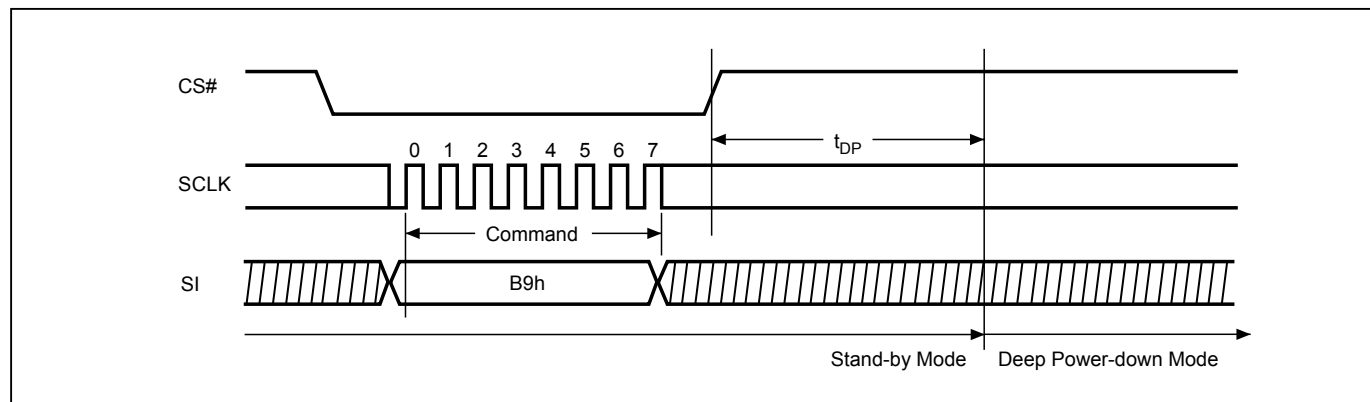 CS#
t_DP
0 1 2 3 4 5 6 7
SCLK
Command
SI
B9h
Stand-by Mode
Deep Power-down Mode